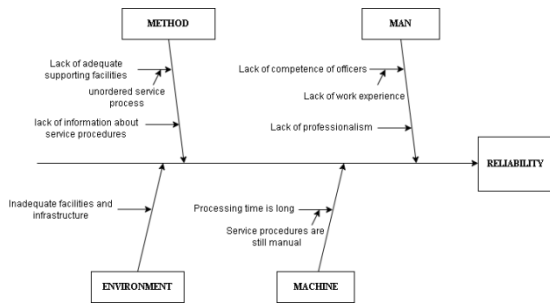 METHOD
MAN
Lack of adequate
supporting facilities
unordered service
process
lack of information about
service procedures
Lack of competence of officers
Lack of work experience
Lack of professionalism
RELIABILITY
Inadequate facilities and
infrastructure
Processing time is long
Service procedures are
still manual
ENVIRONMENT
MACHINE